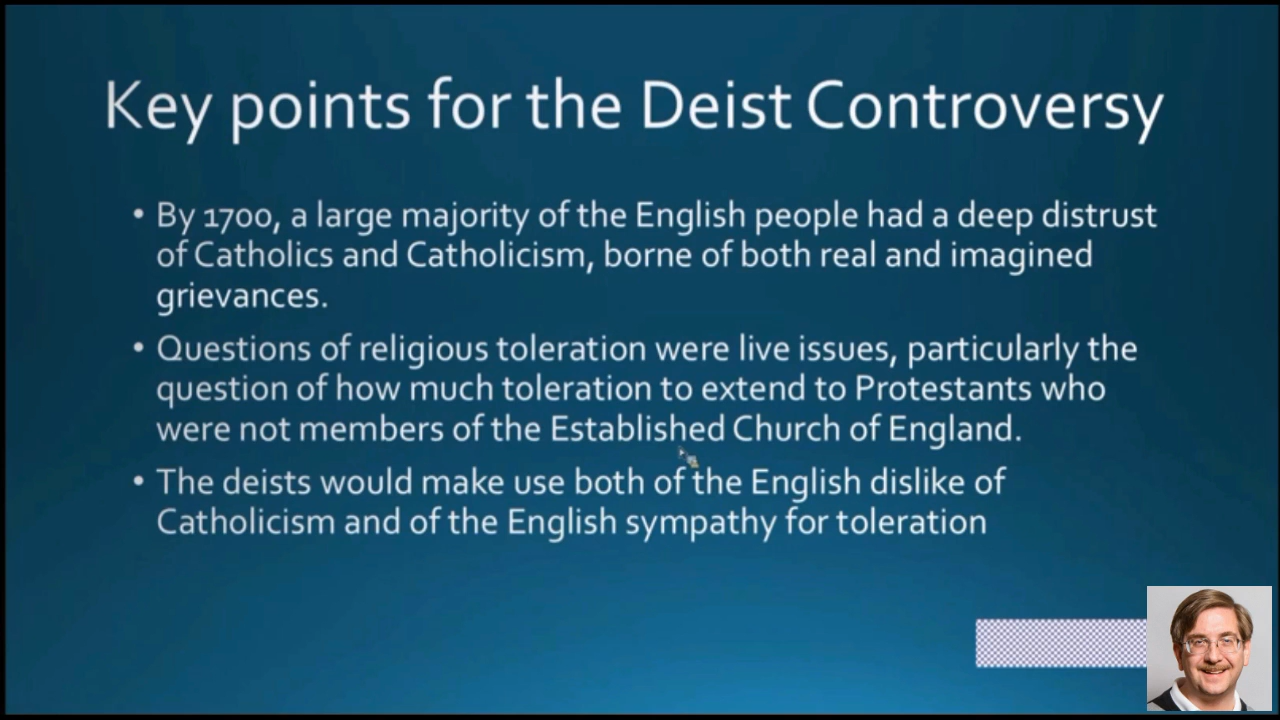 Key points for the Deist Controversy
• By 1700, a large majority of the English people had a deep distrust
of Catholics and Catholicism, borne of both real and imagined
grievances.
• Questions of religious toleration were live issues, particularly the
question of how much toleration to extend to Protestants who
were not members of the Established Church of England.
• The deists would make use both of the English dislike of
Catholicism and of the English sympathy for toleration